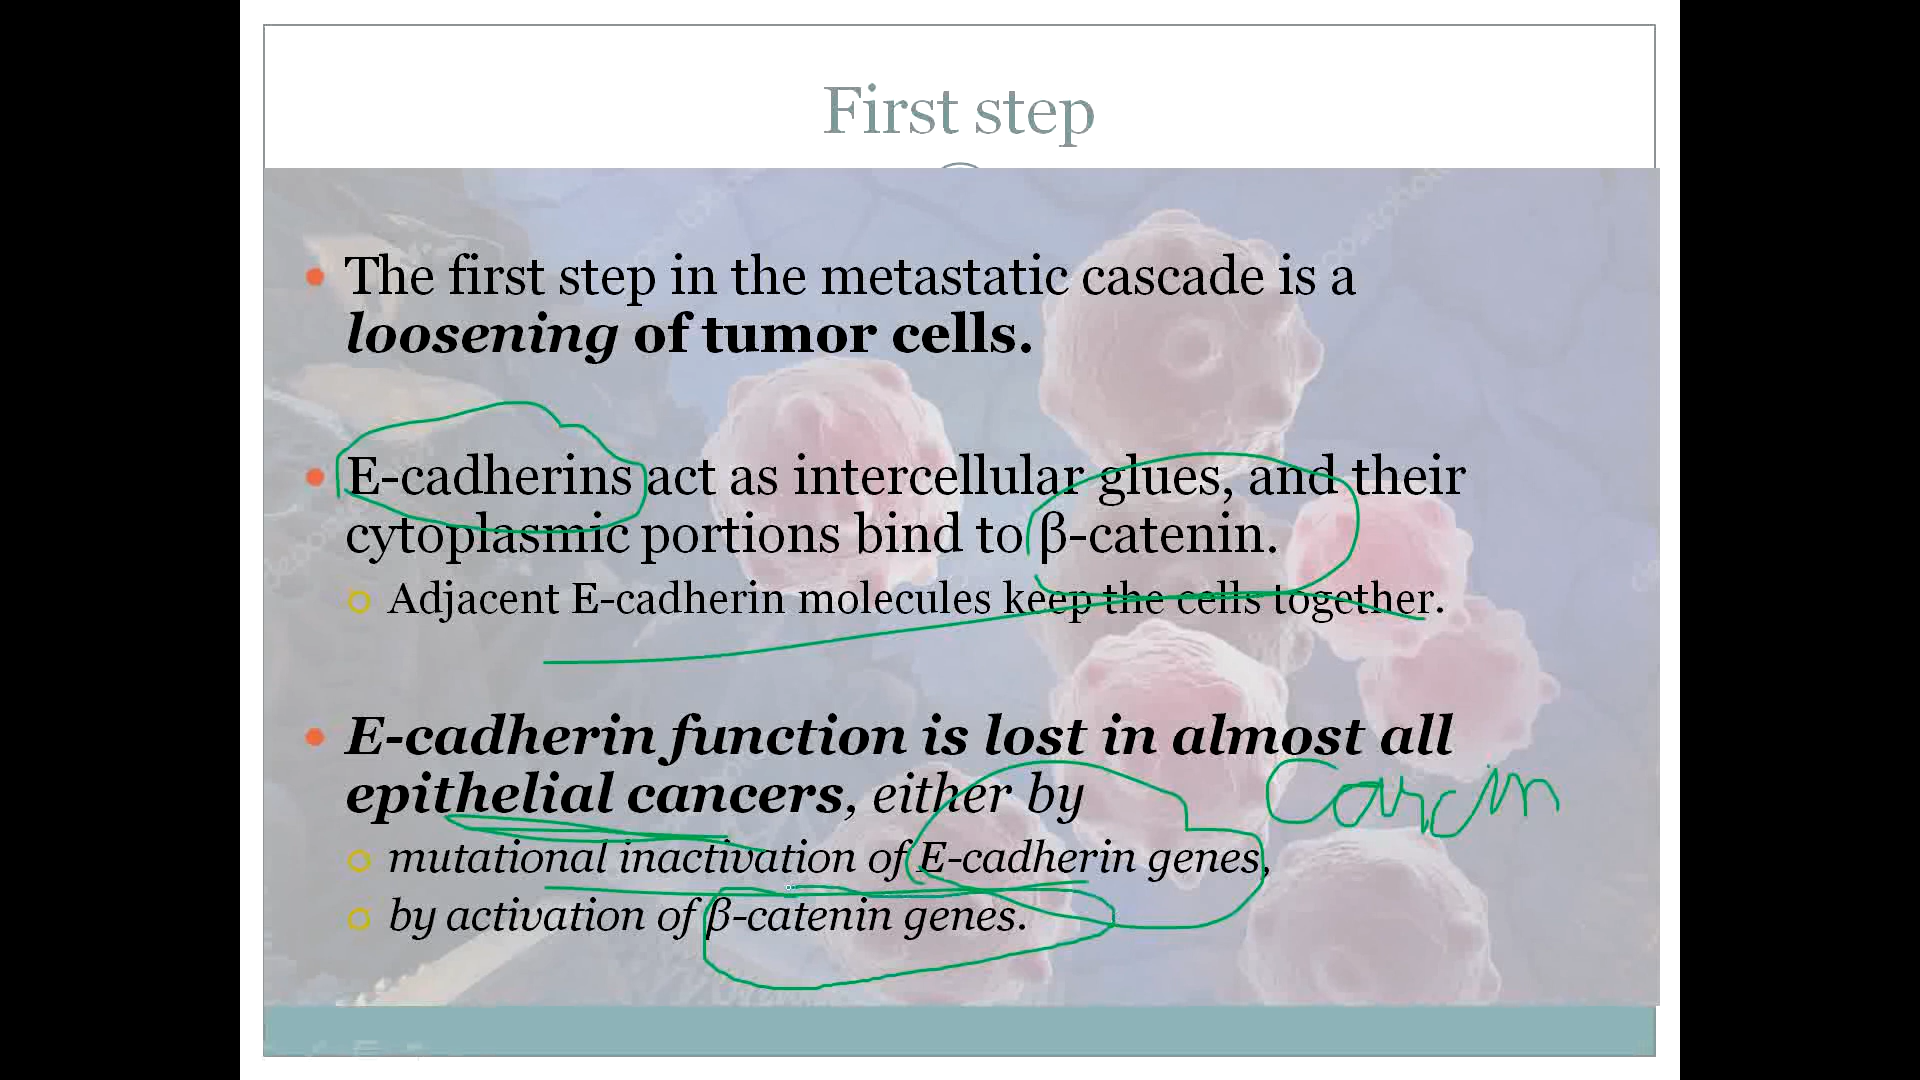 First step
The first step in the metastatic cascade is a
loosening of tumor cells.
E-cadherins act as intercellular glues, and their
cytoplasmic portions bind to β-catenin.
Adjacent E-cadherin molecules keep the cells together.
E-cadherin function is lost in almost all
epithelial cancers, either by
Carcin
mutational inactivation of E-cadherin genes,
by activation of β-catenin genes.